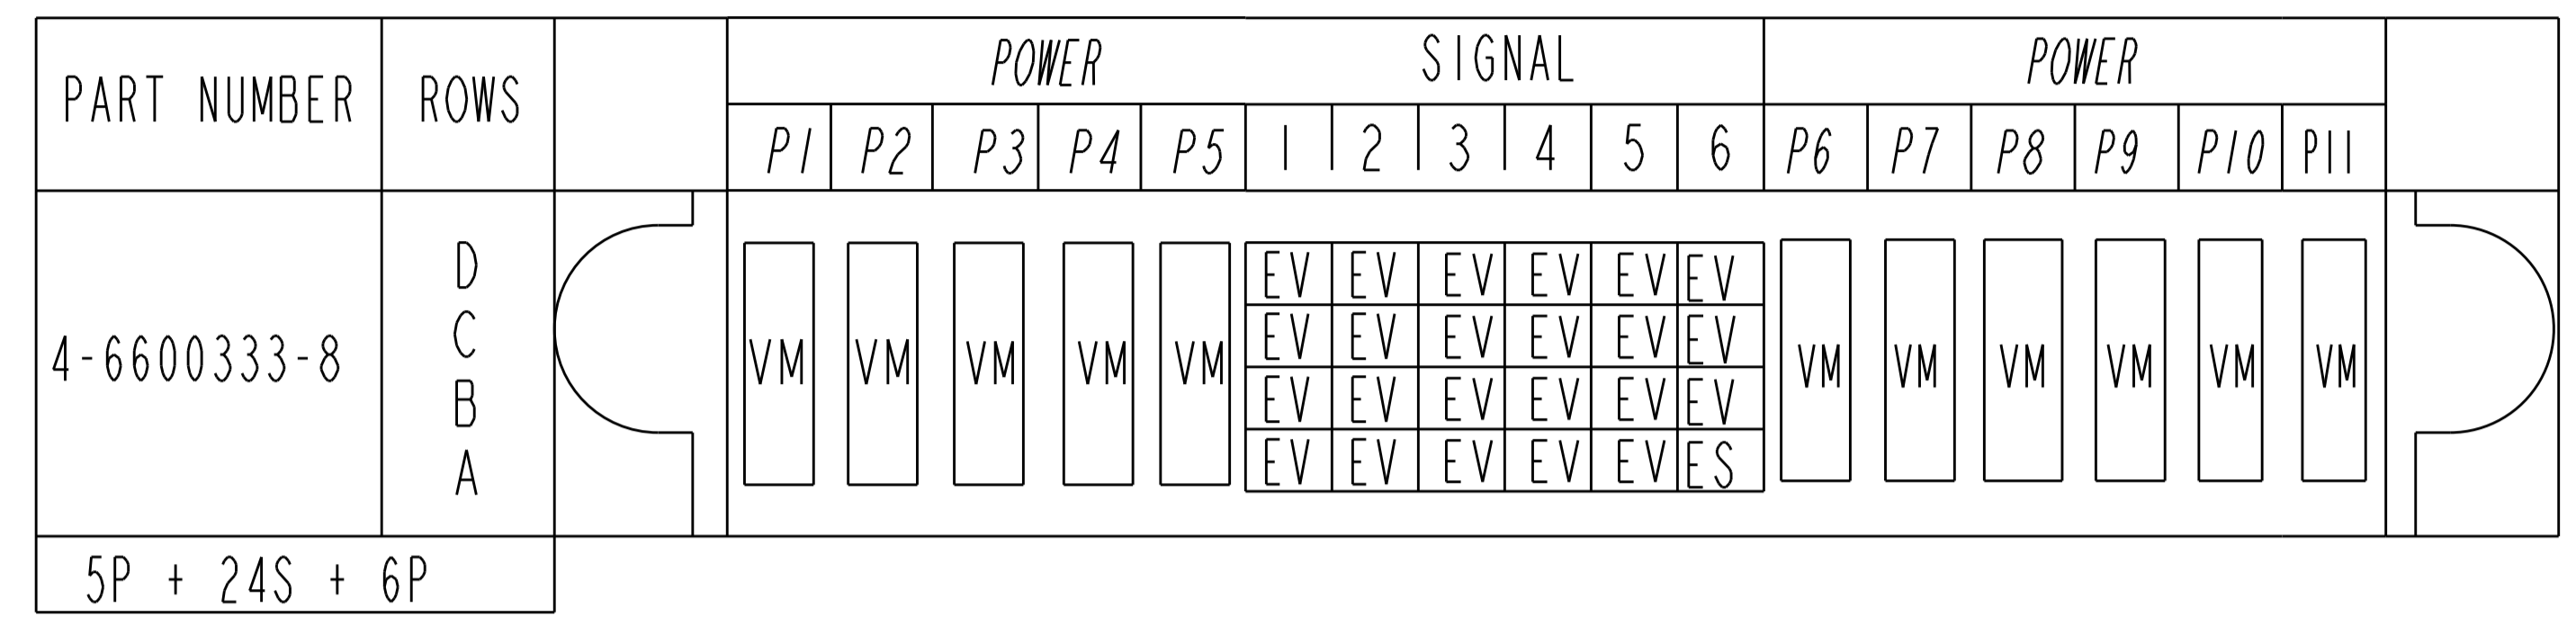 PART NUMBER ROWS POWER SIGNAL POWER
P1 P2 P3 P4 P5 1 2 3 4 5 6 P6 P7 P8 P9 P10 P11
D EV EV EV EV EV EV
C EV EV EV EV EV EV
4-6600333-8 VM VM VM VM VM VM VM VM VM VM VM
B EV EV EV EV EV EV
A EV EV EV EV EV ES
5P + 24S + 6P